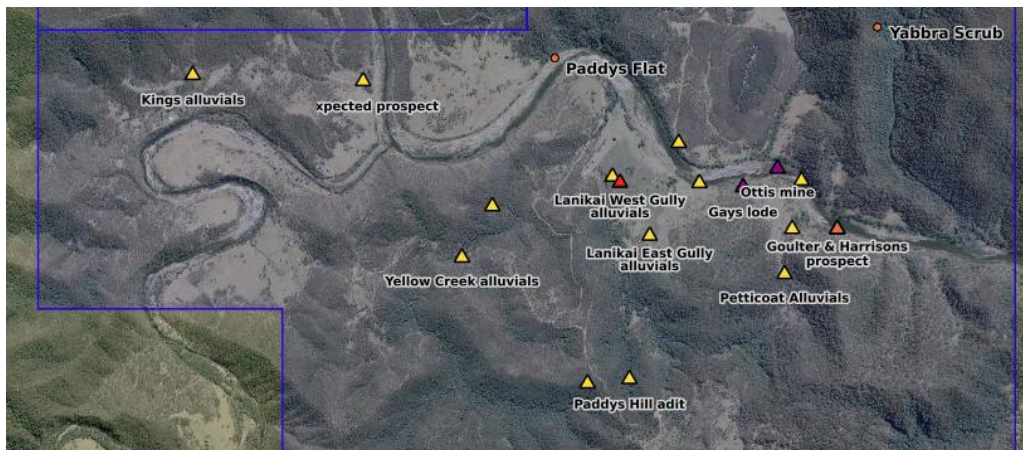 Yabbra Scrub
Paddys Flat
Kings alluvials
xpected prospect
Lanikai West Gully
alluvials
Ottis mine
Gays lode
Lanikai East Gully
alluvials
Goulter & Harrisons
prospect
Yellow Creek alluvials
Petticoat Alluvials
Paddys Hill adit